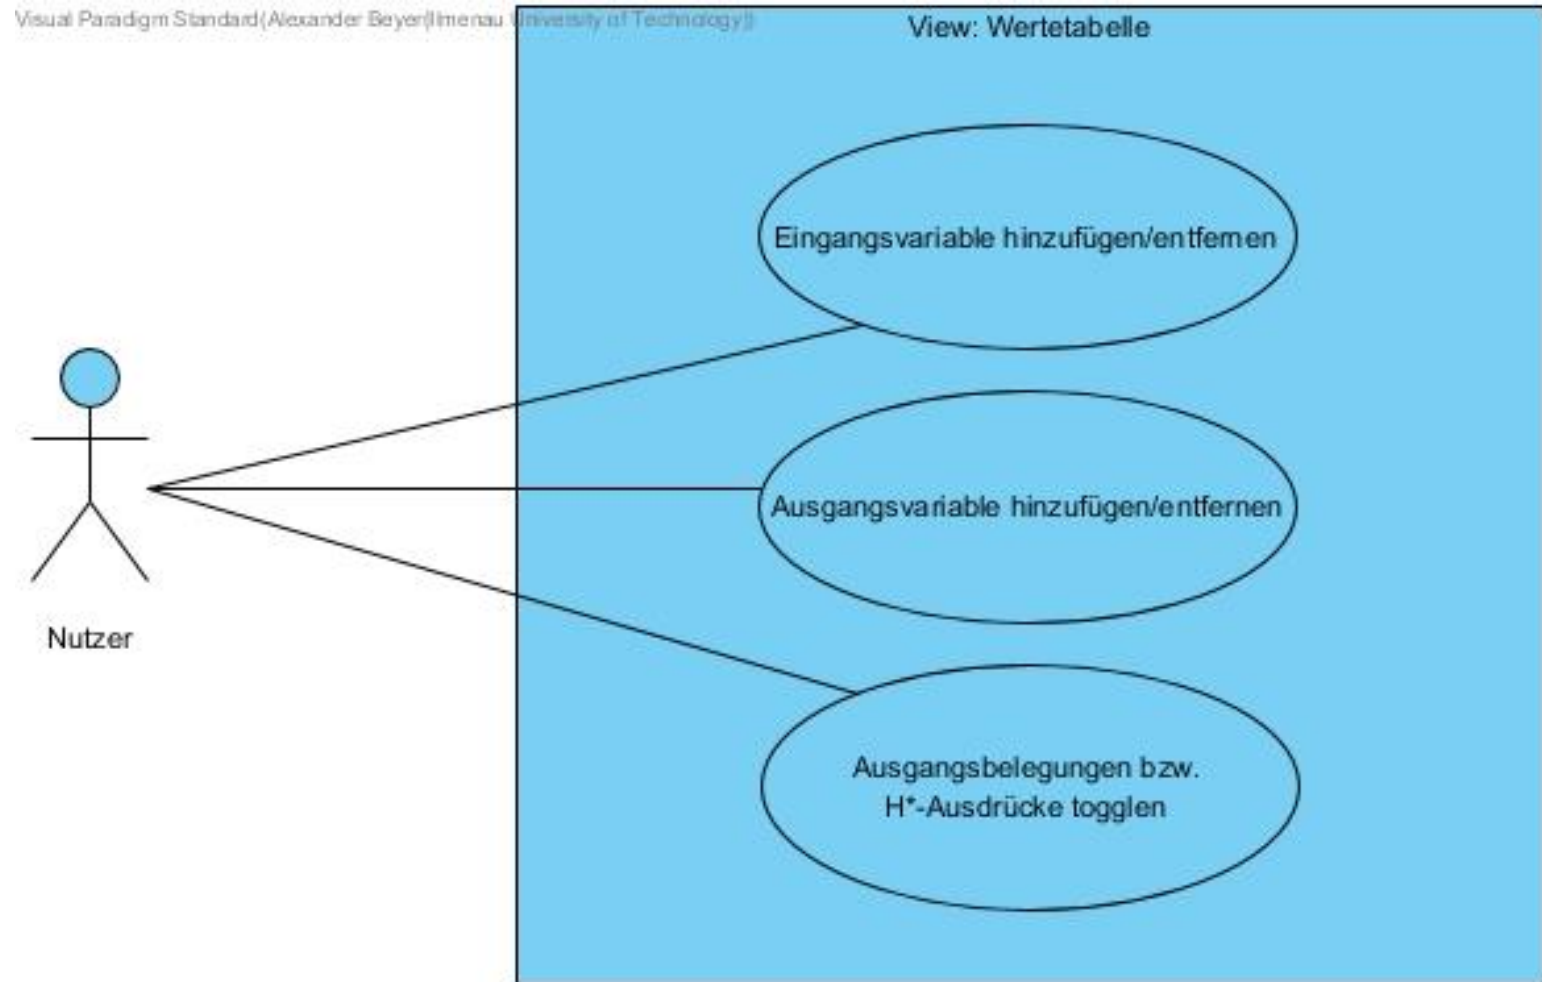 Visual Paradigm Standard(Alexander Beyer(Ilmenau University of Technology))
View: Wertetabelle
Eingangsvariable hinzufügen/entfernen
Ausgangsvariable hinzufügen/entfernen
Nutzer
Ausgangsbelegungen bzw.
H*-Ausdrücke togglen